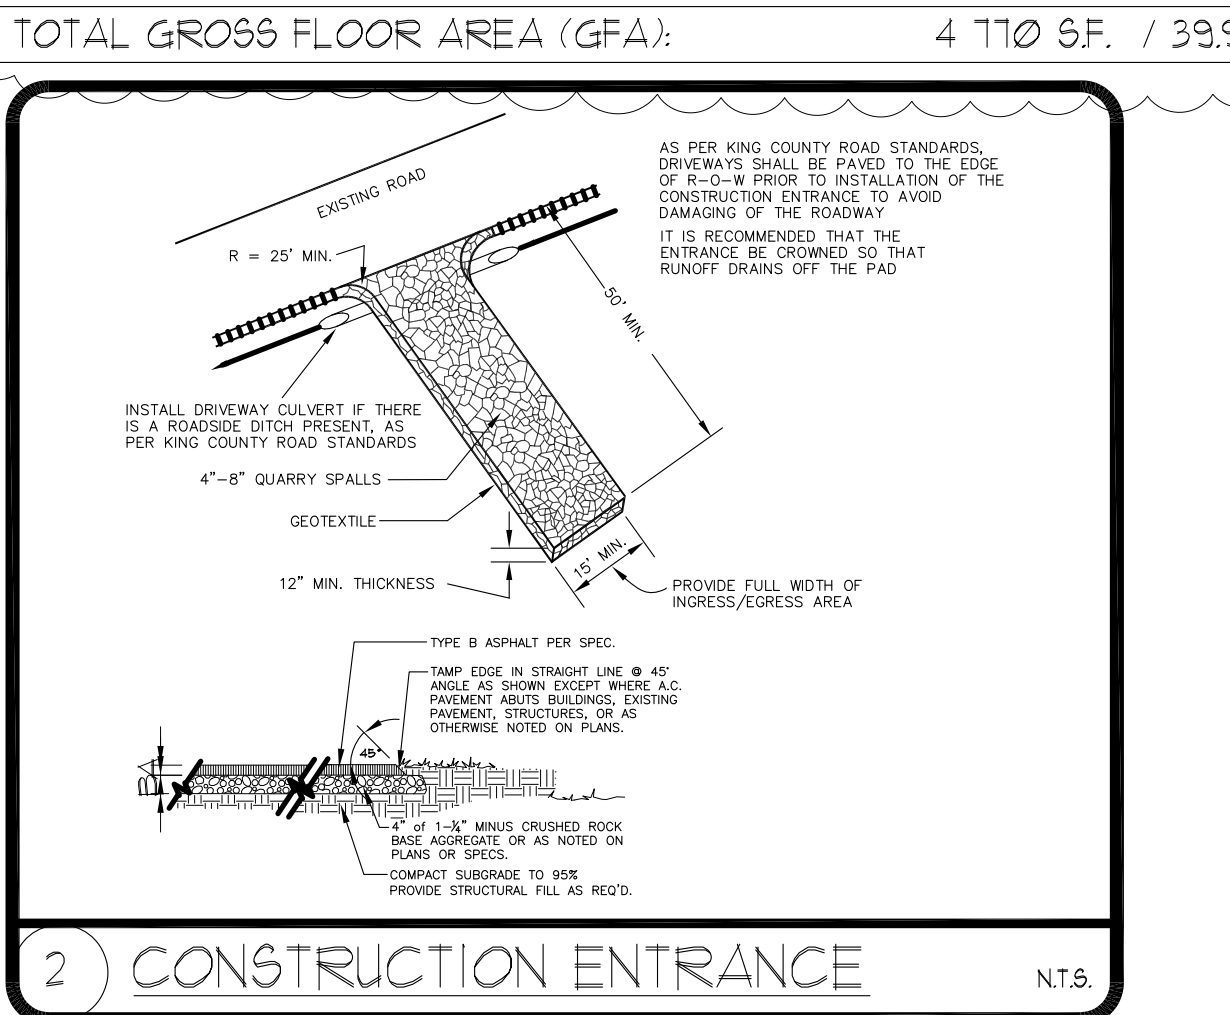 TOTAL GROSS FLOOR AREA (GFA): 4 770 S.F. / 39.9
AS PER KING COUNTY ROAD STANDARDS,
DRIVEWAYS SHALL BE PAVED TO THE EDGE
OF R-O-W PRIOR TO INSTALLATION OF THE
CONSTRUCTION ENTRANCE TO AVOID
DAMAGING OF THE ROADWAY
IT IS RECOMMENDED THAT THE
ENTRANCE BE CROWNED SO THAT
RUNOFF DRAINS OFF THE PAD
EXISTING ROAD
R = 25' MIN.
50' MIN.
INSTALL DRIVEWAY CULVERT IF THERE
IS A ROADSIDE DITCH PRESENT, AS
PER KING COUNTY ROAD STANDARDS
4"-8" QUARRY SPALLS
GEOTEXTILE
12" MIN. THICKNESS
15' MIN.
PROVIDE FULL WIDTH OF
INGRESS/EGRESS AREA
TYPE B ASPHALT PER SPEC.
TAMP EDGE IN STRAIGHT LINE @ 45°
ANGLE AS SHOWN EXCEPT WHERE A.C.
PAVEMENT ABUTS BUILDINGS, EXISTING
PAVEMENT, STRUCTURES, OR AS
OTHERWISE NOTED ON PLANS.
45°
4" of 1-¼" MINUS CRUSHED ROCK
BASE AGGREGATE OR AS NOTED ON
PLANS OR SPECS.
COMPACT SUBGRADE TO 95%
PROVIDE STRUCTURAL FILL AS REQ'D.
2 CONSTRUCTION ENTRANCE N.T.S.